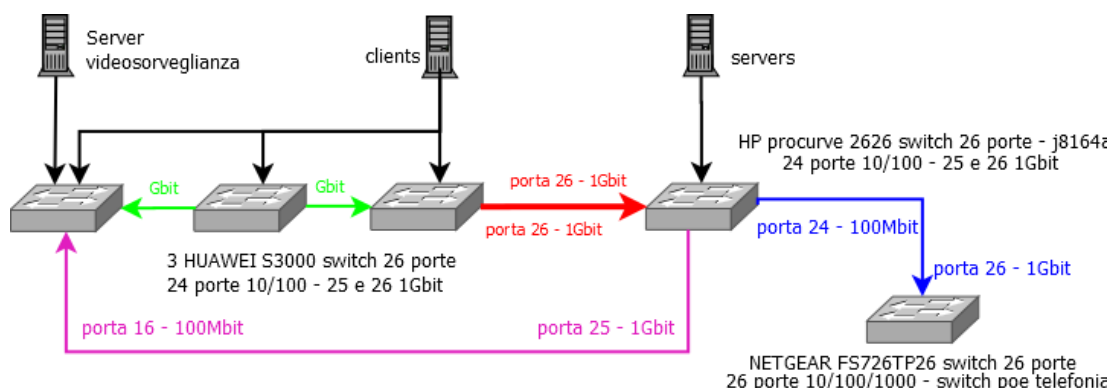 Server
videosorveglianza
clients
servers
HP procurve 2626 switch 26 porte - j8164a
24 porte 10/100 - 25 e 26 1Gbit
Gbit
Gbit
porta 26 - 1Gbit
porta 26 - 1Gbit
porta 24 - 100Mbit
3 HUAWEI S3000 switch 26 porte
24 porte 10/100 - 25 e 26 1Gbit
porta 26 - 1Gbit
porta 16 - 100Mbit
porta 25 - 1Gbit
NETGEAR FS726TP26 switch 26 porte
26 porte 10/100/1000 - switch poe telefonia